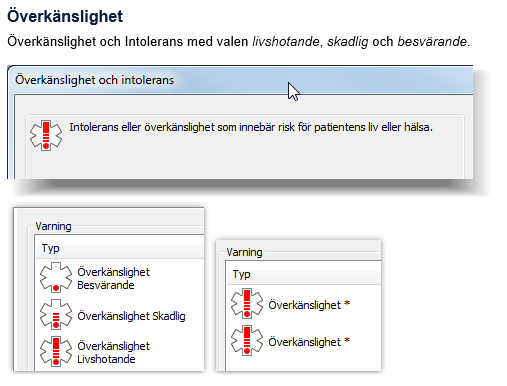 Överkänslighet
Överkänslighet och Intolerans med valen livshotande, skadlig och besvärande.
Överkänslighet och intolerans
Intolerans eller överkänslighet som innebär risk för patientens liv eller hälsa.
Varning
Typ
Överkänslighet
Besvärande
Överkänslighet Skadlig
Överkänslighet
Livshotande
Varning
Typ
Överkänslighet *
Överkänslighet *